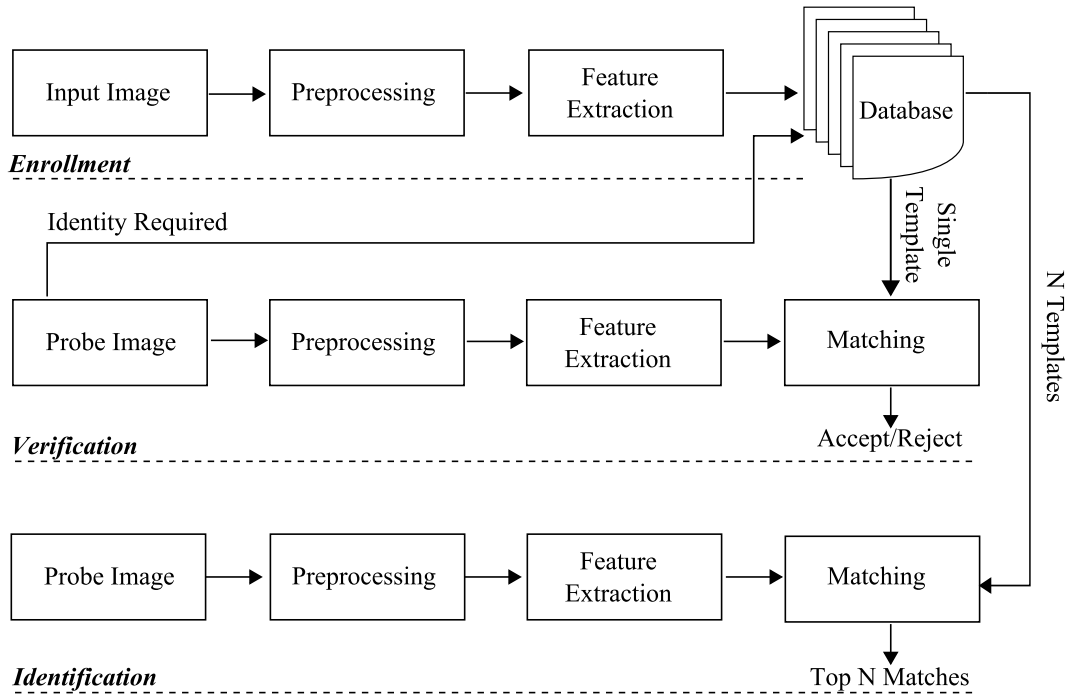 Input Image
Preprocessing
Feature
Extraction
Database
Enrollment
Identity Required
Single
Template
N Templates
Probe Image
Preprocessing
Feature
Extraction
Matching
Accept/Reject
Verification
Probe Image
Preprocessing
Feature
Extraction
Matching
Top N Matches
Identification